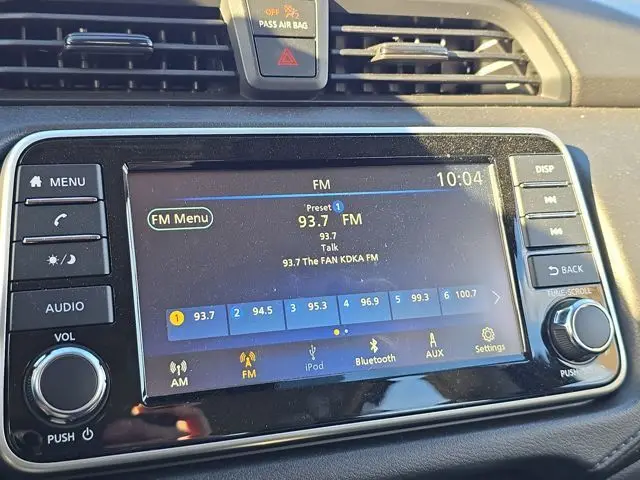 OFF
PASS AIR BAG
MENU
AUDIO
VOL
PUSH
FM
10:04
FM Menu
Preset 1
93.7 FM
93.7
Talk
93.7 The FAN KDKA FM
1 93.7 2 94.5 3 95.3 4 96.9 5 99.3 6 100.7
AM
FM
iPod
Bluetooth
AUX
Settings
DISP
BACK
TUNE·SCROLL
PUSH